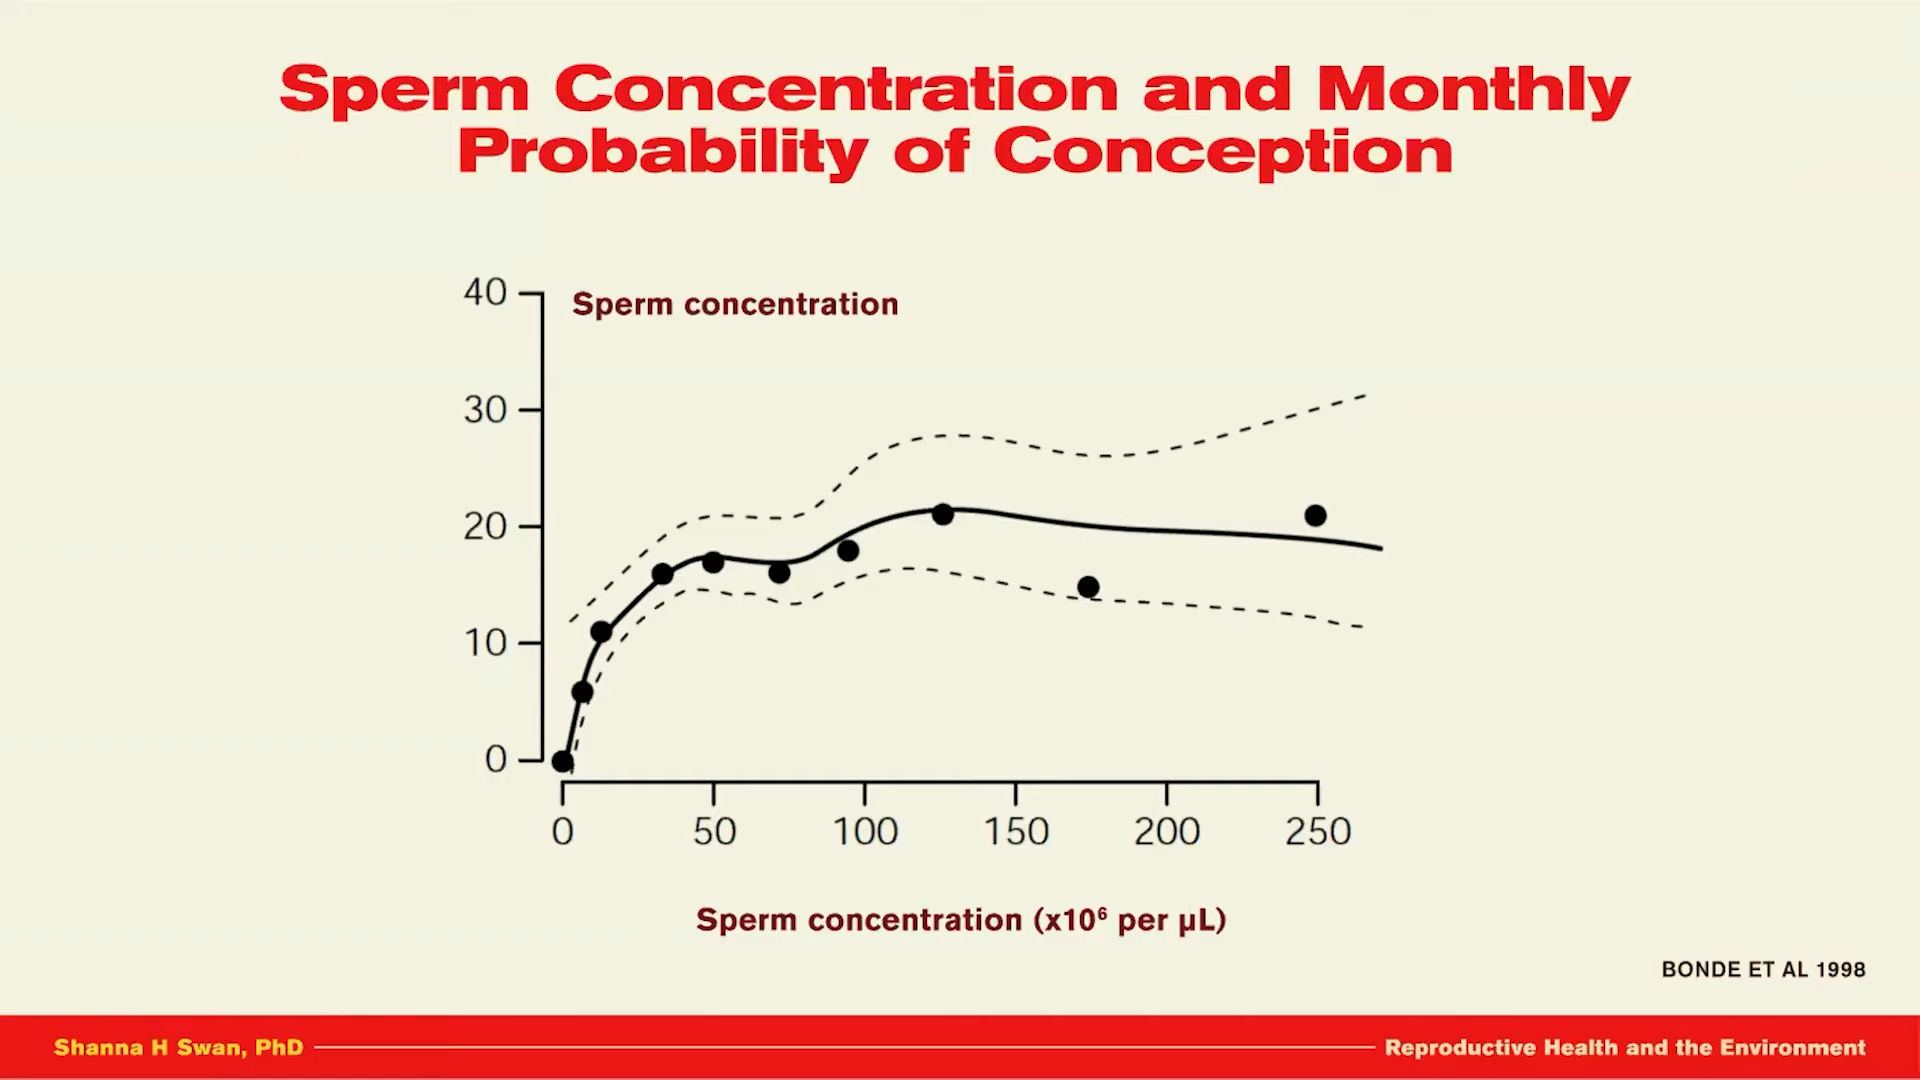 Sperm Concentration and Monthly
Probability of Conception
Sperm concentration
40
30
20
10
0
0 50 100 150 200 250
Sperm concentration (x10⁶ per µL)
BONDE ET AL 1998
Shanna H Swan, PhD
Reproductive Health and the Environment